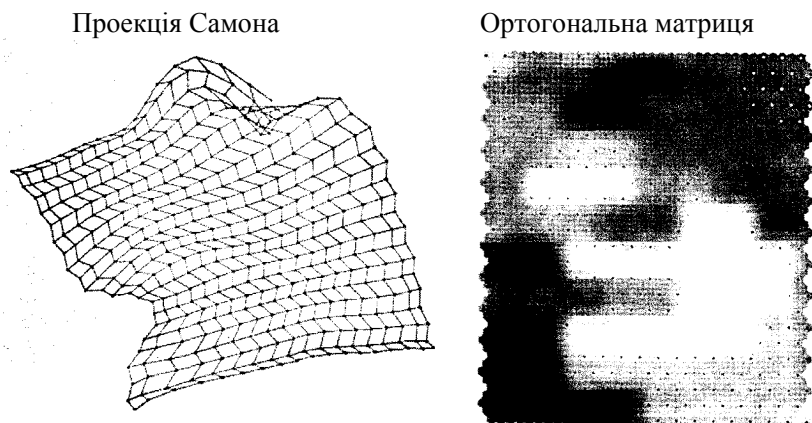 Проекція Самона
Ортогональна матриця